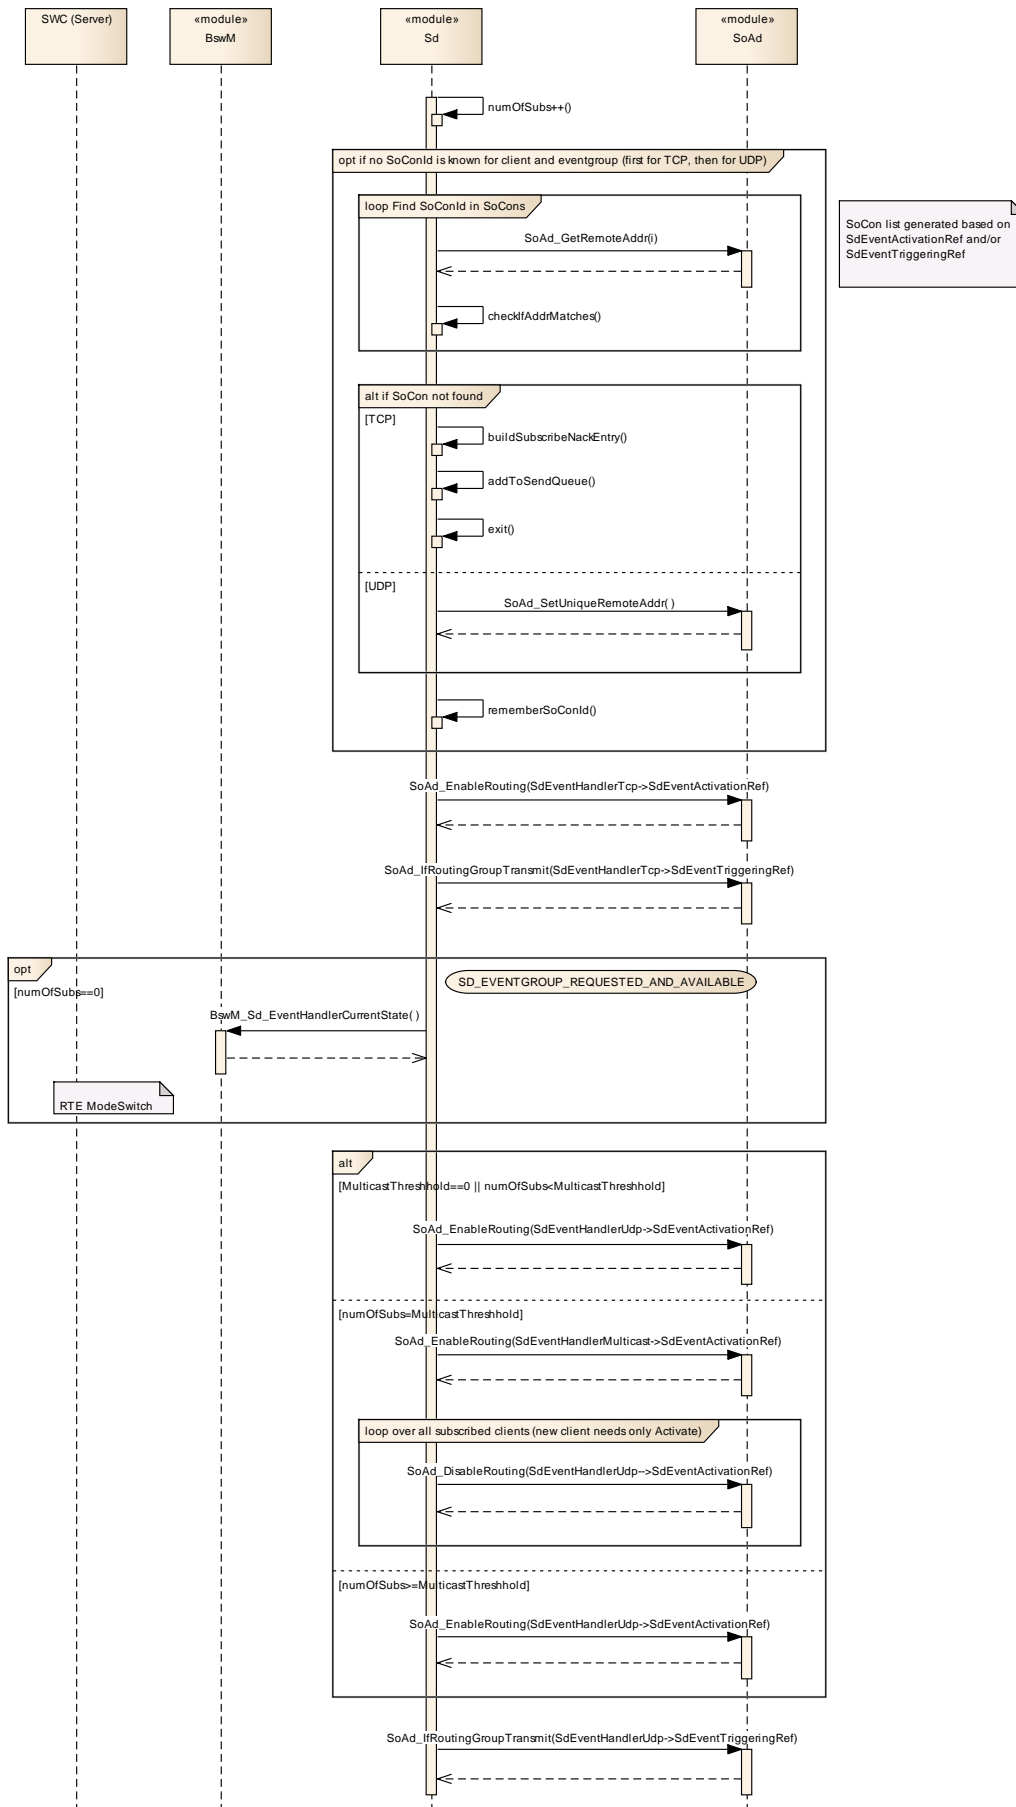 SWC (Server)
«module»
BswM
«module»
Sd
«module»
SoAd
numOfSubs++()
opt if no SoConId is known for client and eventgroup (first for TCP, then for UDP)
loop Find SoConId in SoCons
SoAd_GetRemoteAddr(i)
SoCon list generated based on
SdEventActivationRef and/or
SdEventTriggeringRef
checkIfAddrMatches()
alt if SoCon not found
[TCP]
buildSubscribeNackEntry()
addToSendQueue()
exit()
[UDP]
SoAd_SetUniqueRemoteAddr( )
rememberSoConId()
SoAd_EnableRouting(SdEventHandlerTcp->SdEventActivationRef)
SoAd_IfRoutingGroupTransmit(SdEventHandlerTcp->SdEventTriggeringRef)
opt
[numOfSubs==0]
SD_EVENTGROUP_REQUESTED_AND_AVAILABLE
BswM_Sd_EventHandlerCurrentState( )
RTE ModeSwitch
alt
[MulticastThreshhold==0 || numOfSubs<MulticastThreshhold]
SoAd_EnableRouting(SdEventHandlerUdp->SdEventActivationRef)
[numOfSubs=MulticastThreshhold]
SoAd_EnableRouting(SdEventHandlerMulticast->SdEventActivationRef)
loop over all subscribed clients (new client needs only Activate)
SoAd_DisableRouting(SdEventHandlerUdp-->SdEventActivationRef)
[numOfSubs>=MulticastThreshhold]
SoAd_EnableRouting(SdEventHandlerUdp->SdEventActivationRef)
SoAd_IfRoutingGroupTransmit(SdEventHandlerUdp->SdEventTriggeringRef)